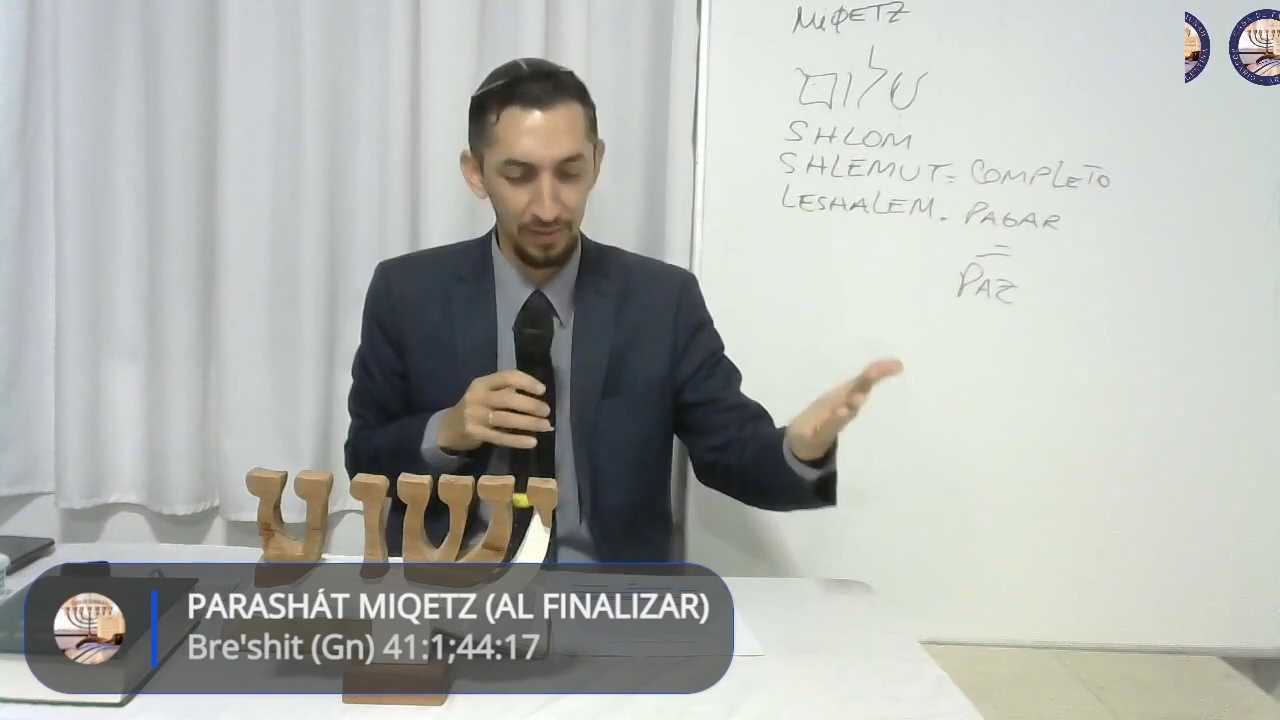 MIQETZ
שלום
SHLOM
SHLEMUT = COMPLETO
LESHALEM. PAGAR
=
PAZ
ישוע
PARASHÁT MIQETZ (AL FINALIZAR)
Bre'shit (Gn) 41:1;44:17